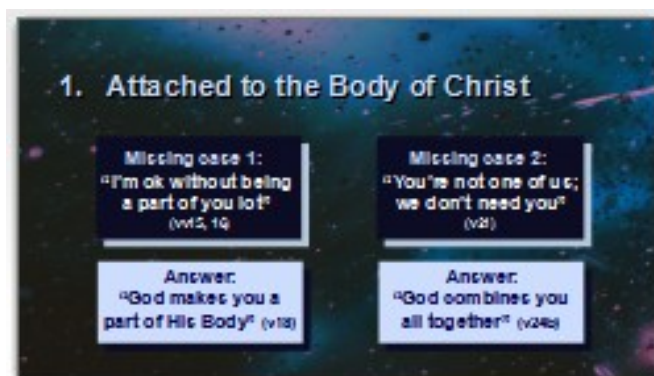 1. Attached to the Body of Christ
Missing case 1:
"I'm ok without being
a part of you lot"
(vv15, 16)
Missing case 2:
"You're not one of us;
we don't need you"
(v21)
Answer:
"God makes you a
part of His Body" (v18)
Answer:
"God combines you
all together" (v24b)